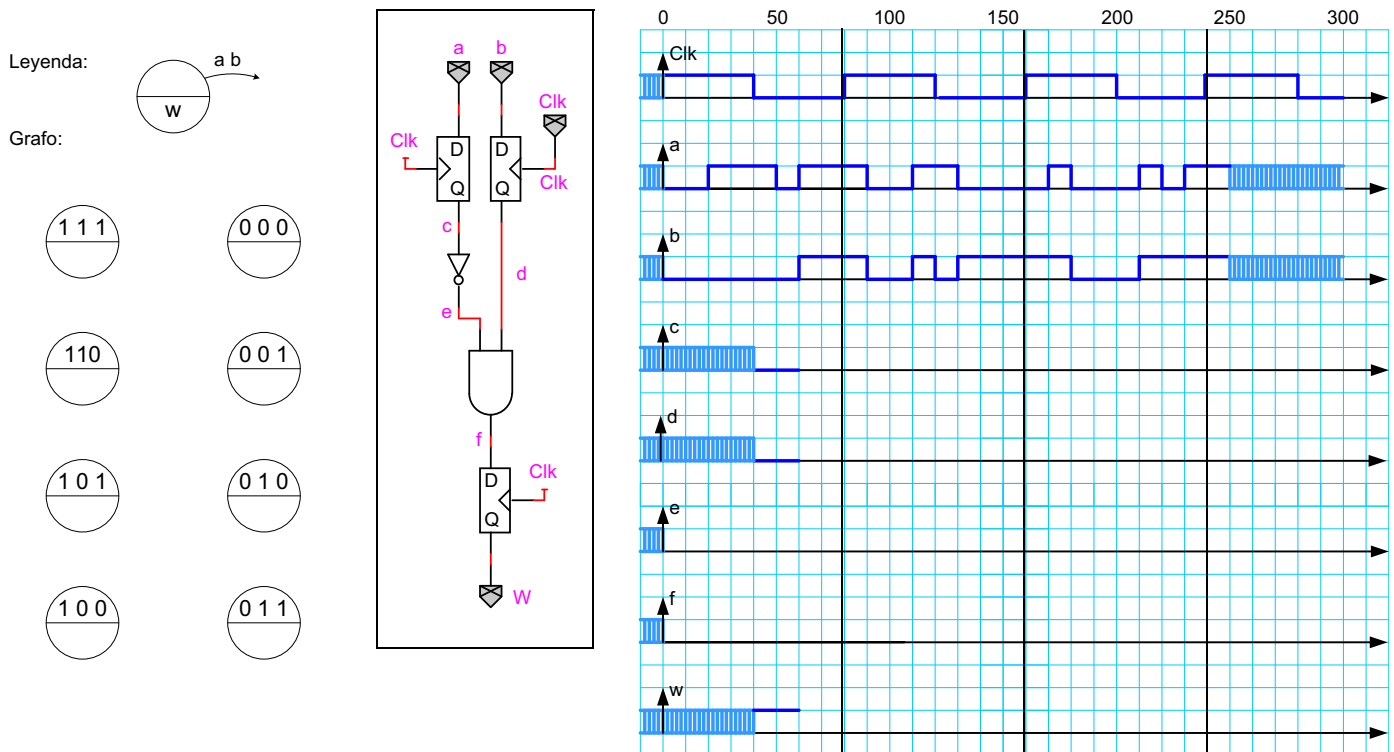 Leyenda:
a b
w
Grafo:
1 1 1
0 0 0
110
0 0 1
1 0 1
0 1 0
1 0 0
0 1 1
a
b
Clk
Clk
D
Q
D
Q
Clk
c
d
e
f
D
Q
Clk
W
0 50 100 150 200 250 300
Clk
a
b
c
d
e
f
w